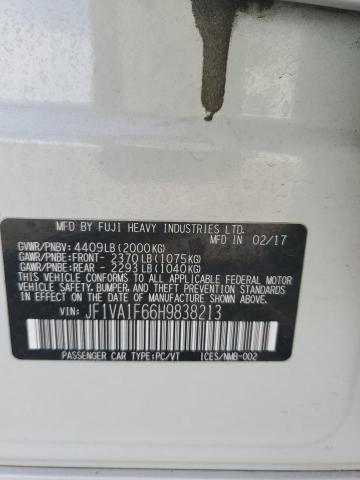 MFD BY FUJI HEAVY INDUSTRIES LTD.
MFD IN 02/17
GVWR/PNBV: 4409LB(2000KG)
GAWR/PNBE:FRONT- 2370LB(1075KG)
GAWR/PNBE:REAR - 2293LB(1040KG)
THIS VEHICLE CONFORMS TO ALL APPLICABLE FEDERAL MOTOR
VEHICLE SAFETY, BUMPER, AND THEFT PREVENTION STANDARDS
IN EFFECT ON THE DATE OF MANUFACTURE SHOWN ABOVE.
VIN: JF1VA1F66H9838213
PASSENGER CAR TYPE:PC/VT ICES/NMB-002